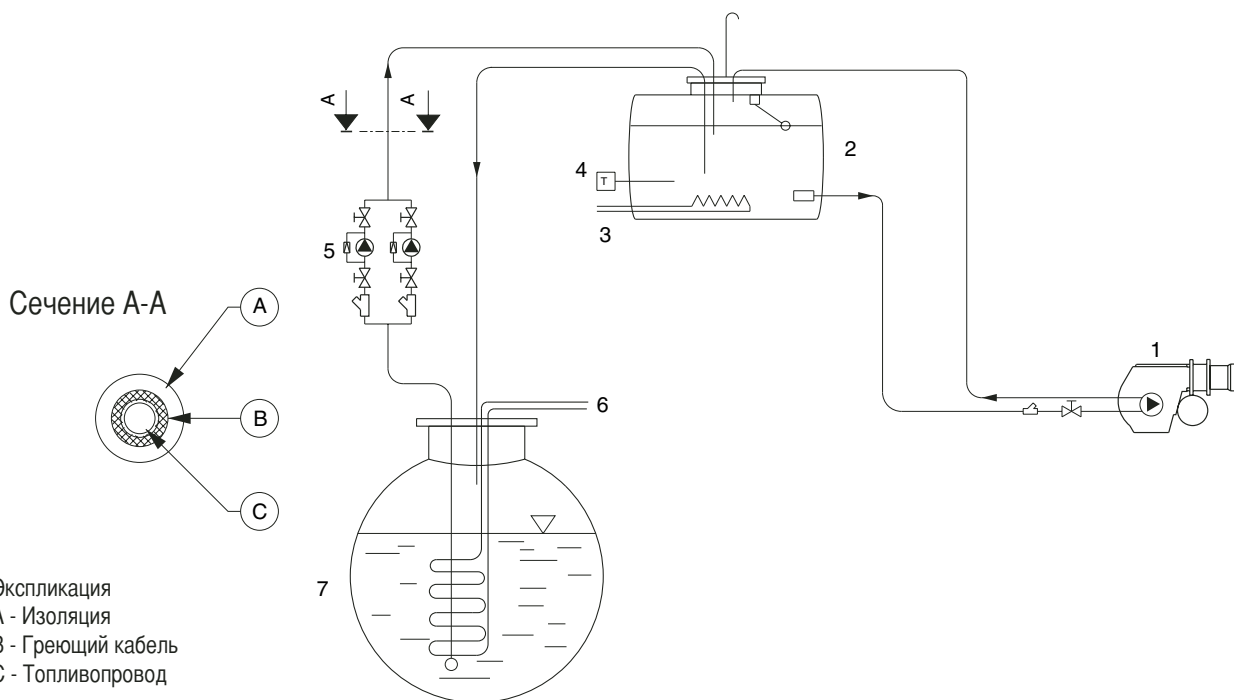 A
A
2
4
T
3
5
Сечение A-A
A
1
B
6
C
7
Экспликация
A - Изоляция
B - Греющий кабель
C - Топливопровод